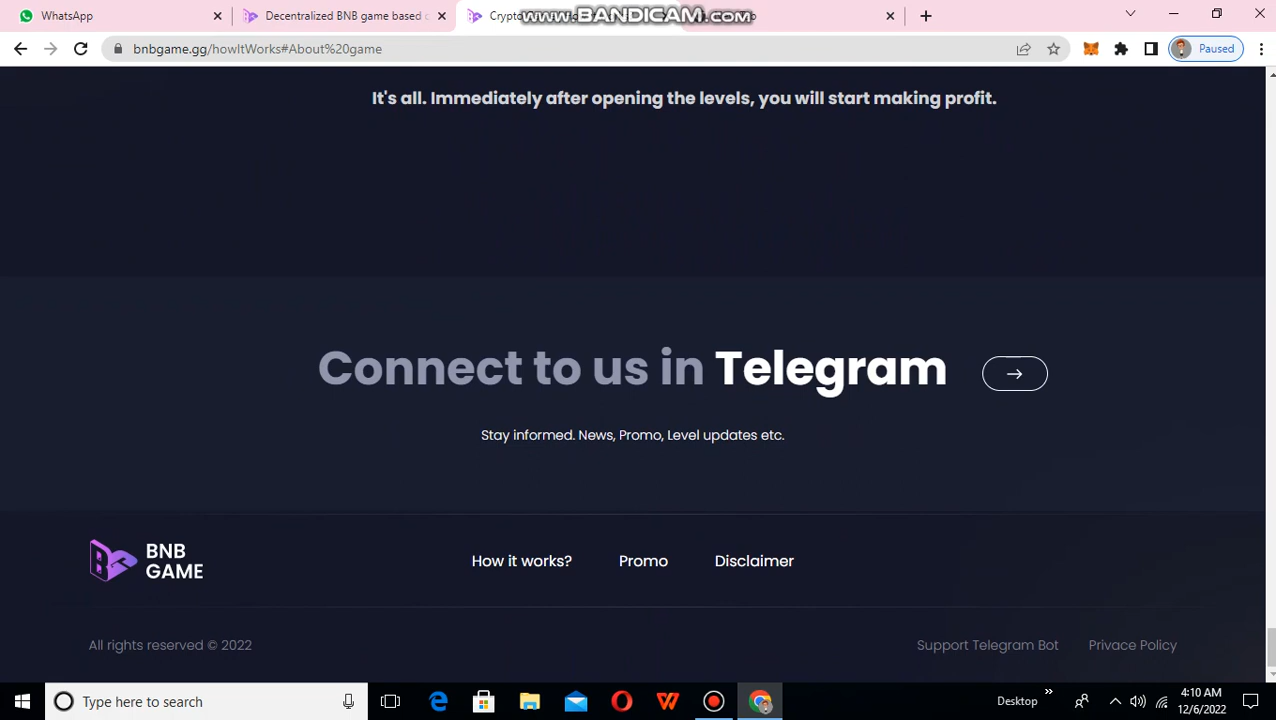 WhatsApp
Decentralized BNB game based
Crypto
www.BANDICAM.com
bnbgame.gg/howItWorks#About%20game
Paused
It's all. Immediately after opening the levels, you will start making profit.
Connect to us in Telegram
Stay informed. News, Promo, Level updates etc.
BNB
GAME
How it works?
Promo
Disclaimer
All rights reserved © 2022
Support Telegram Bot
Privace Policy
Type here to search
Desktop
4:10 AM
12/6/2022